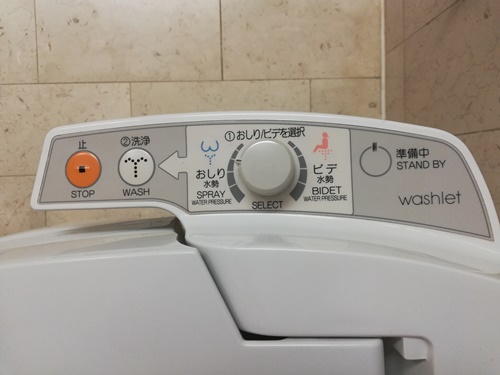 止
STOP
②洗浄
WASH
①おしり/ビデを選択
おしり
水勢
SPRAY
WATER PRESSURE
SELECT
ビデ
水勢
BIDET
WATER PRESSURE
準備中
STAND BY
washlet